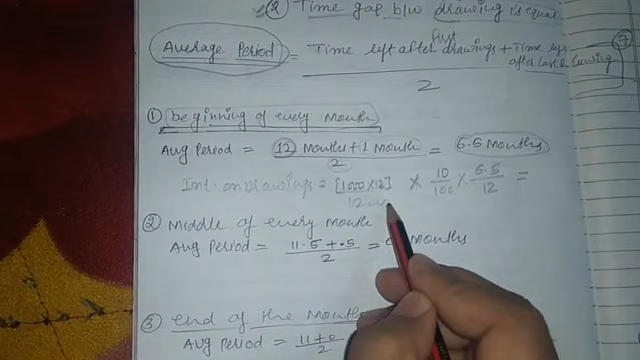 ✓② Time gap b/w drawing is equal
Average Period = Time left after first drawings + Time left after last drawing
2
① beginning of every Month
Avg Period = 12 Months + 1 Month / 2 = 6.5 Months
Int. on drawings = [1000×12] × 10/100 × 6.5/12 =
② Middle of every Month
Avg Period = 11.5 + .5 / 2 = Months
③ end of the Month
Avg Period = 11+0 / 2